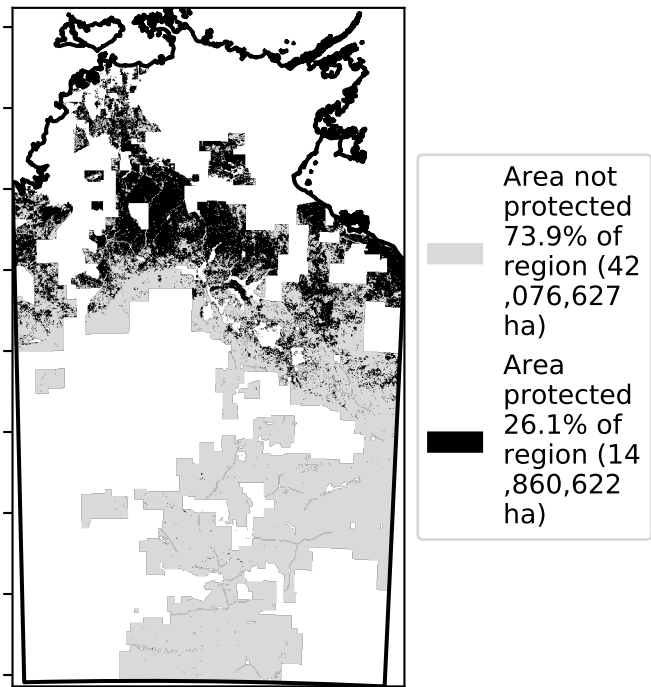 Area not
protected
73.9% of
region (42
,076,627
ha)
Area
protected
26.1% of
region (14
,860,622
ha)